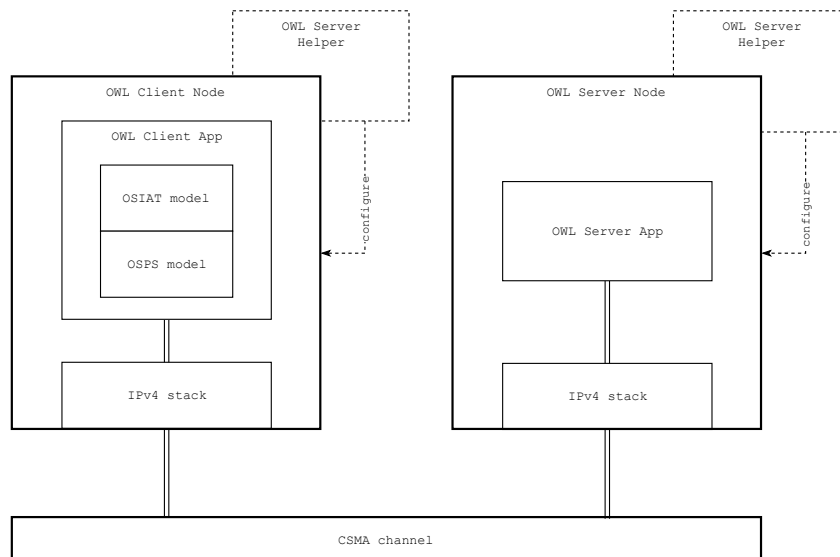 OWL Server
Helper
OWL Server
Helper
OWL Client Node
OWL Server Node
OWL Client App
OSIAT model
OSPS model
configure
OWL Server App
configure
IPv4 stack
IPv4 stack
CSMA channel